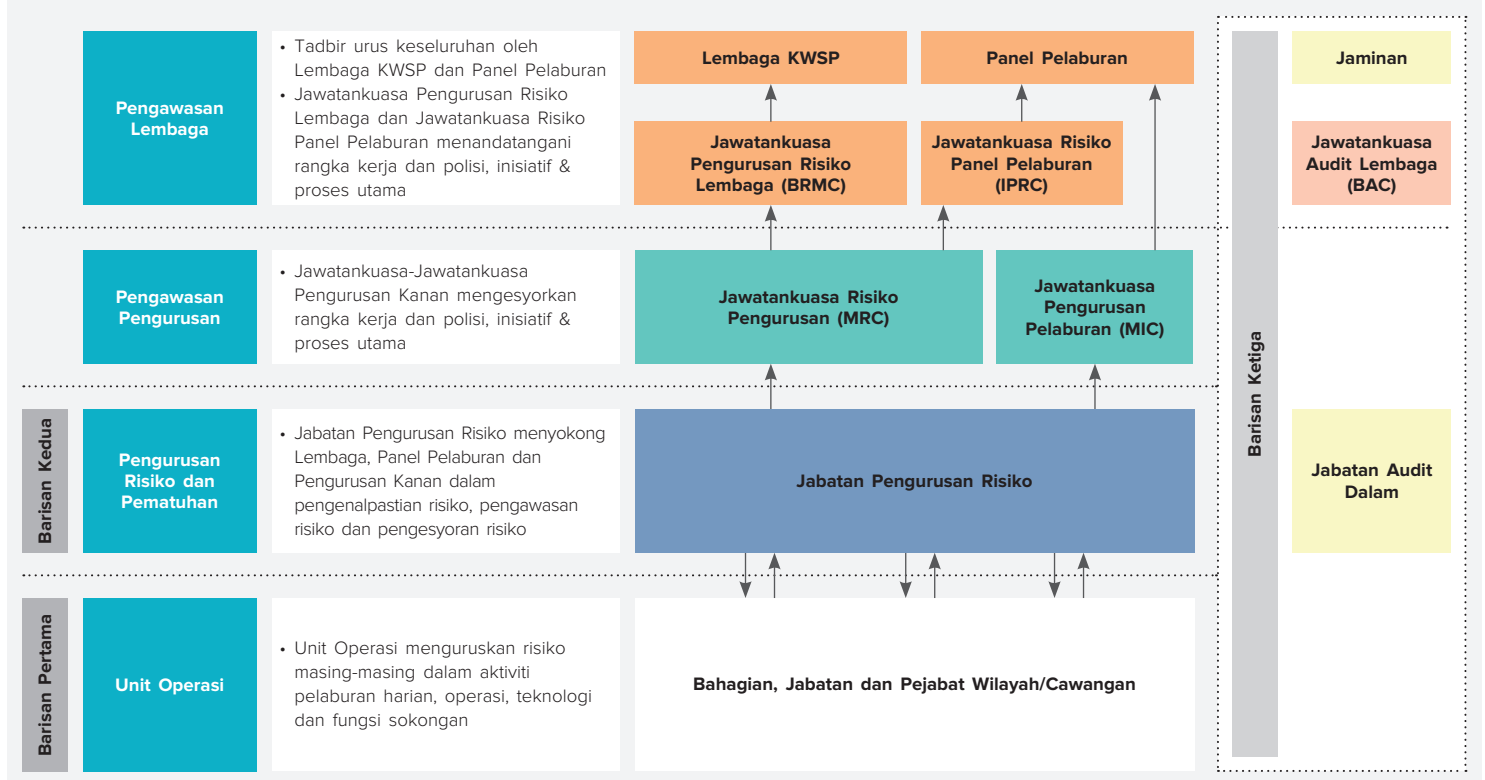 Pengawasan
Lembaga
• Tadbir urus keseluruhan oleh
Lembaga KWSP dan Panel Pelaburan
• Jawatankuasa Pengurusan Risiko
Lembaga dan Jawatankuasa Risiko
Panel Pelaburan menandatangani
rangka kerja dan polisi, inisiatif &
proses utama
Lembaga KWSP
Panel Pelaburan
Jawatankuasa
Pengurusan Risiko
Lembaga (BRMC)
Jawatankuasa Risiko
Panel Pelaburan
(IPRC)
Pengawasan
Pengurusan
• Jawatankuasa-Jawatankuasa
Pengurusan Kanan mengesyorkan
rangka kerja dan polisi, inisiatif &
proses utama
Jawatankuasa Risiko
Pengurusan (MRC)
Jawatankuasa
Pengurusan
Pelaburan (MIC)
Barisan Kedua
Pengurusan
Risiko dan
Pematuhan
• Jabatan Pengurusan Risiko menyokong
Lembaga, Panel Pelaburan dan
Pengurusan Kanan dalam
pengenalpastian risiko, pengawasan
risiko dan pengesyoran risiko
Jabatan Pengurusan Risiko
Barisan Pertama
Unit Operasi
• Unit Operasi menguruskan risiko
masing-masing dalam aktiviti
pelaburan harian, operasi, teknologi
dan fungsi sokongan
Bahagian, Jabatan dan Pejabat Wilayah/Cawangan
Barisan Ketiga
Jaminan
Jawatankuasa
Audit Lembaga
(BAC)
Jabatan Audit
Dalam